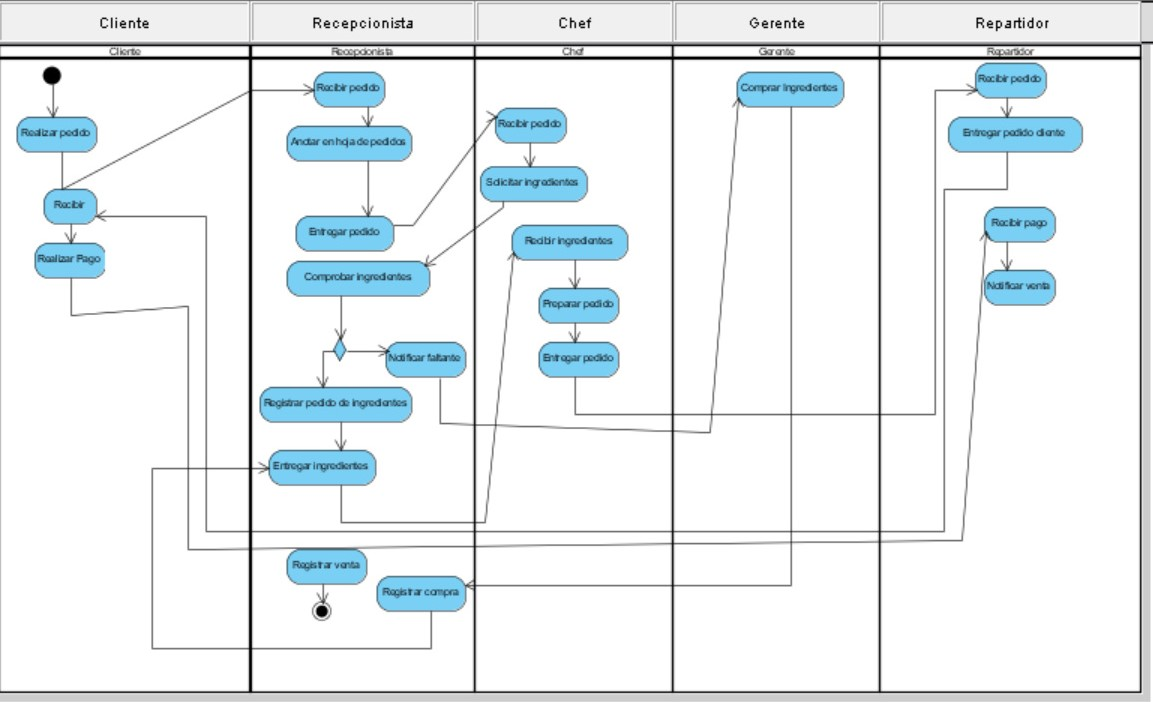 Cliente
Recepcionista
Chef
Gerente
Repartidor
Cliente
Recepcionista
Chef
Gerente
Repartidor
Realizar pedido
Recibir
Realizar Pago
Recibir pedido
Anotar en hoja de pedidos
Entregar pedido
Comprobar ingredientes
Notificar faltante
Registrar pedido de ingredientes
Entregar ingredientes
Registrar venta
Registrar compra
Recibir pedido
Solicitar ingredientes
Recibir ingredientes
Preparar pedido
Entregar pedido
Comprar Ingredientes
Recibir pedido
Entregar pedido cliente
Recibir pago
Notificar venta